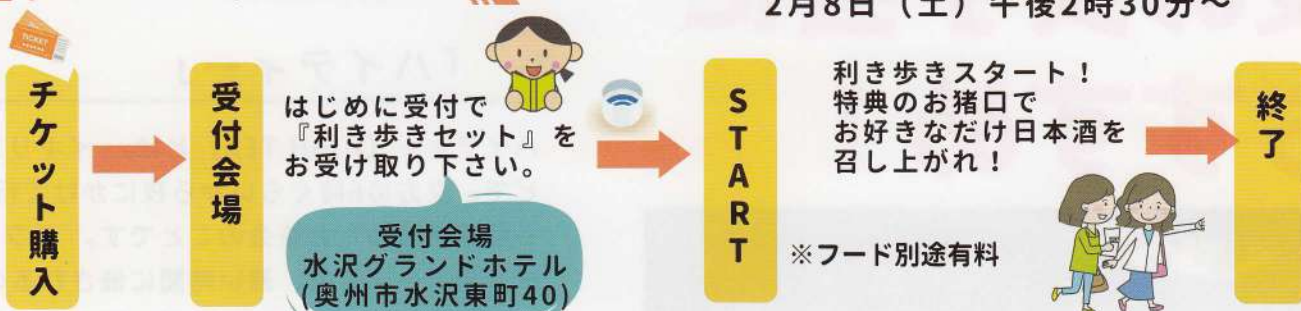 2月8日（土）午後2時30分～
TICKET
チケット購入
受付会場
はじめに受付で
『利き歩きセット』を
お受け取り下さい。
受付会場
水沢グランドホテル
(奥州市水沢東町40)
START
利き歩きスタート！
特典のお猪口で
お好きなだけ日本酒を
召し上がれ！
※フード別途有料
終了